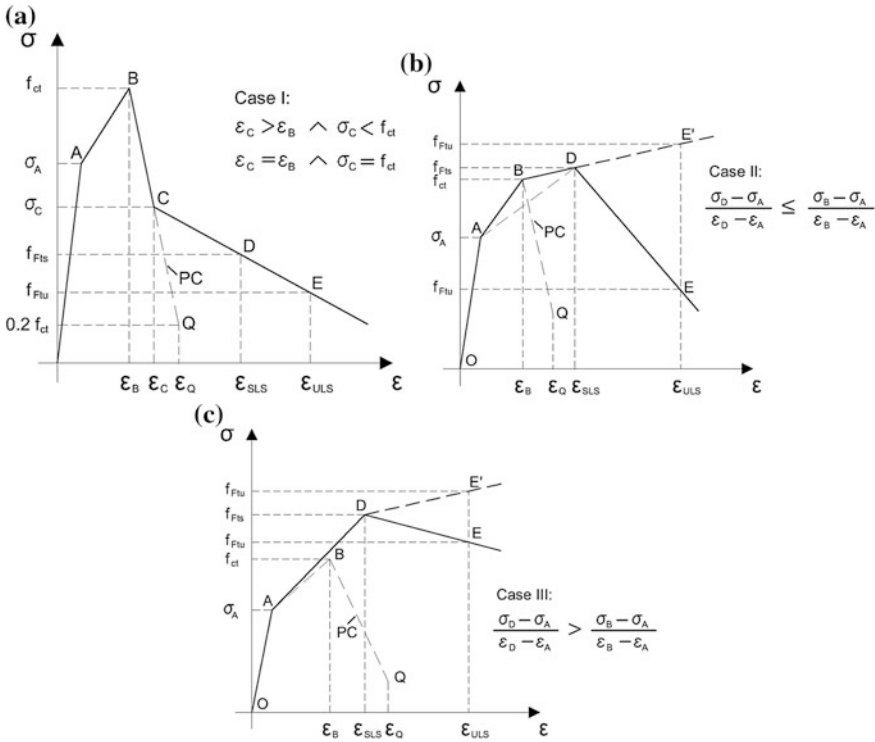 (a)
σ
f_ct
σ_A
σ_C
f_Fts
f_Ftu
0.2 f_ct
A
B
C
D
E
PC
Q
ε_B ε_C ε_Q ε_SLS ε_ULS ε
Case I:
ε_C > ε_B ∧ σ_C < f_ct
ε_C = ε_B ∧ σ_C = f_ct
(b)
σ
f_Ftu
f_Fts
f_ct
σ_A
f_Ftu
A
B
D
E'
PC
E
Q
O
ε_B ε_Q ε_SLS ε_ULS ε
Case II:
(σ_D − σ_A)/(ε_D − ε_A) ≤ (σ_B − σ_A)/(ε_B − ε_A)
(c)
σ
f_Ftu
f_Fts
f_Ftu
f_ct
σ_A
E'
D
E
B
A
PC
Q
O
ε_B ε_SLS ε_Q ε_ULS ε
Case III:
(σ_D − σ_A)/(ε_D − ε_A) > (σ_B − σ_A)/(ε_B − ε_A)